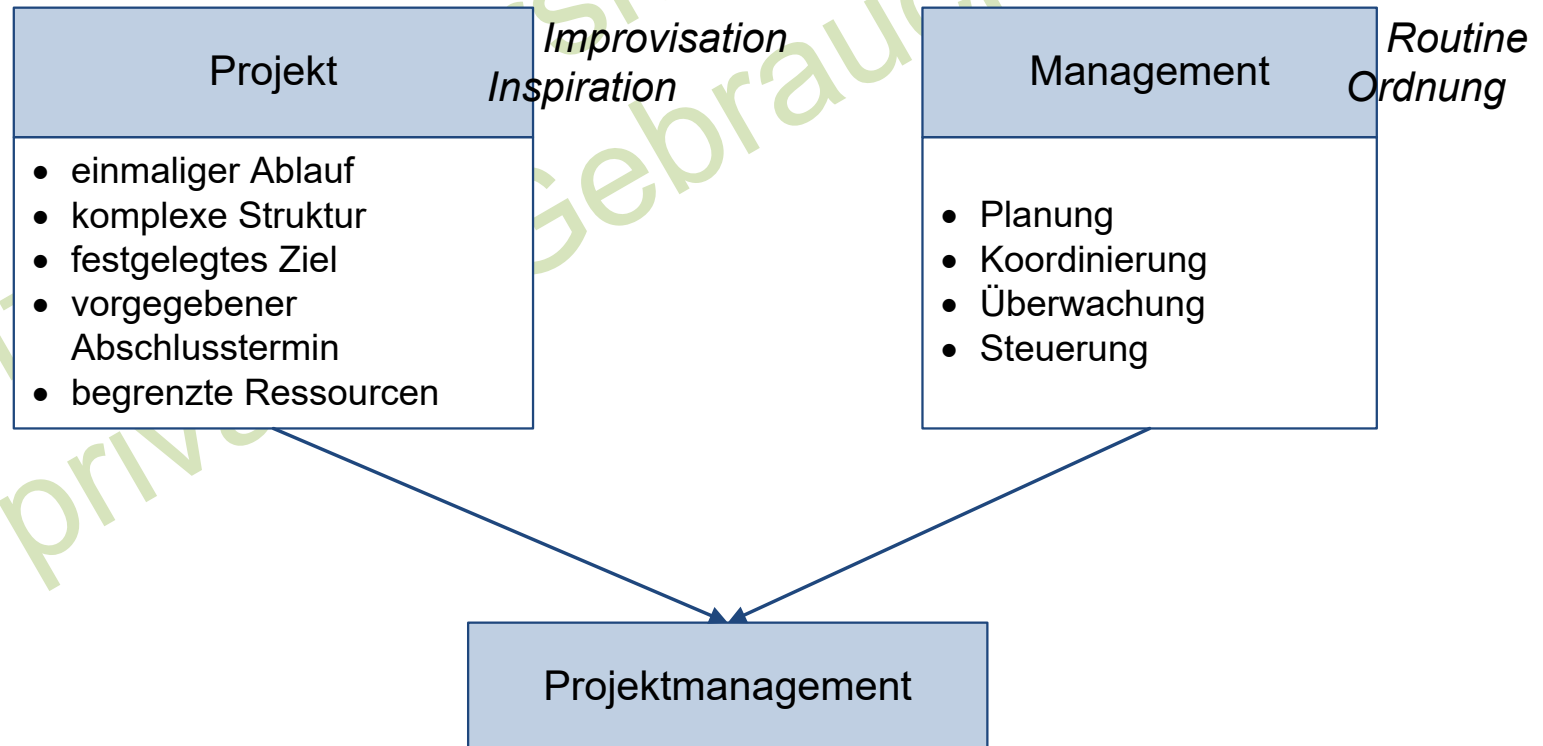 Projekt
Improvisation
Inspiration
• einmaliger Ablauf
• komplexe Struktur
• festgelegtes Ziel
• vorgegebener
Abschlusstermin
• begrenzte Ressourcen
Management
Routine
Ordnung
• Planung
• Koordinierung
• Überwachung
• Steuerung
Projektmanagement